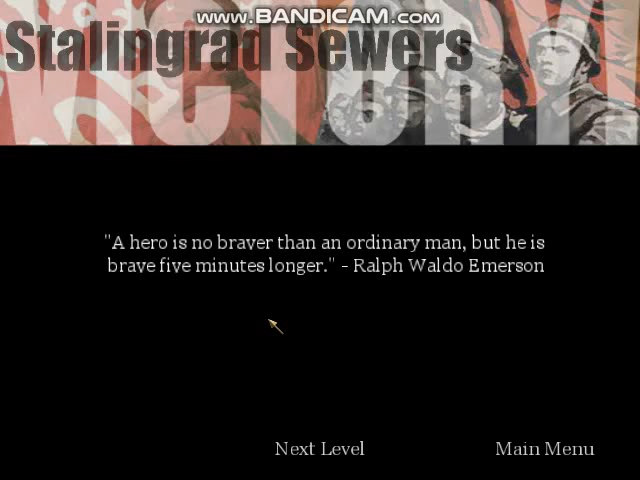 www.BANDICAM.com
Stalingrad Sewers
VICTORY!
"A hero is no braver than an ordinary man, but he is
brave five minutes longer." - Ralph Waldo Emerson
Next Level
Main Menu